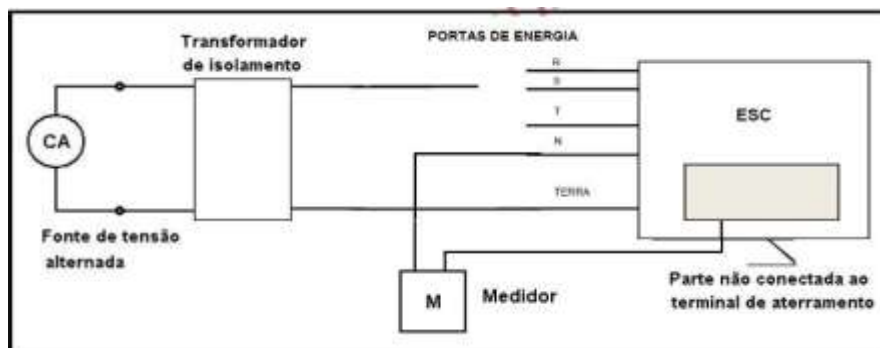 Transformador
de isolamento
PORTAS DE ENERGIA
R
S
T
N
TERRA
CA
ESC
Fonte de tensão
alternada
M
Medidor
Parte não conectada ao
terminal de aterramento